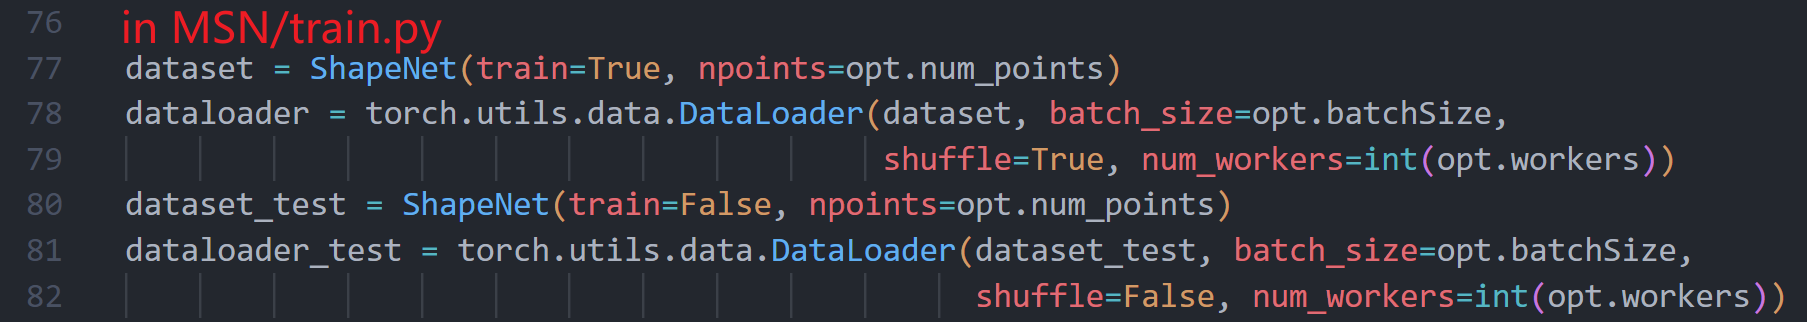 76 in MSN/train.py
77 dataset = ShapeNet(train=True, npoints=opt.num_points)
78 dataloader = torch.utils.data.DataLoader(dataset, batch_size=opt.batchSize,
79 shuffle=True, num_workers=int(opt.workers))
80 dataset_test = ShapeNet(train=False, npoints=opt.num_points)
81 dataloader_test = torch.utils.data.DataLoader(dataset_test, batch_size=opt.batchSize,
82 shuffle=False, num_workers=int(opt.workers))